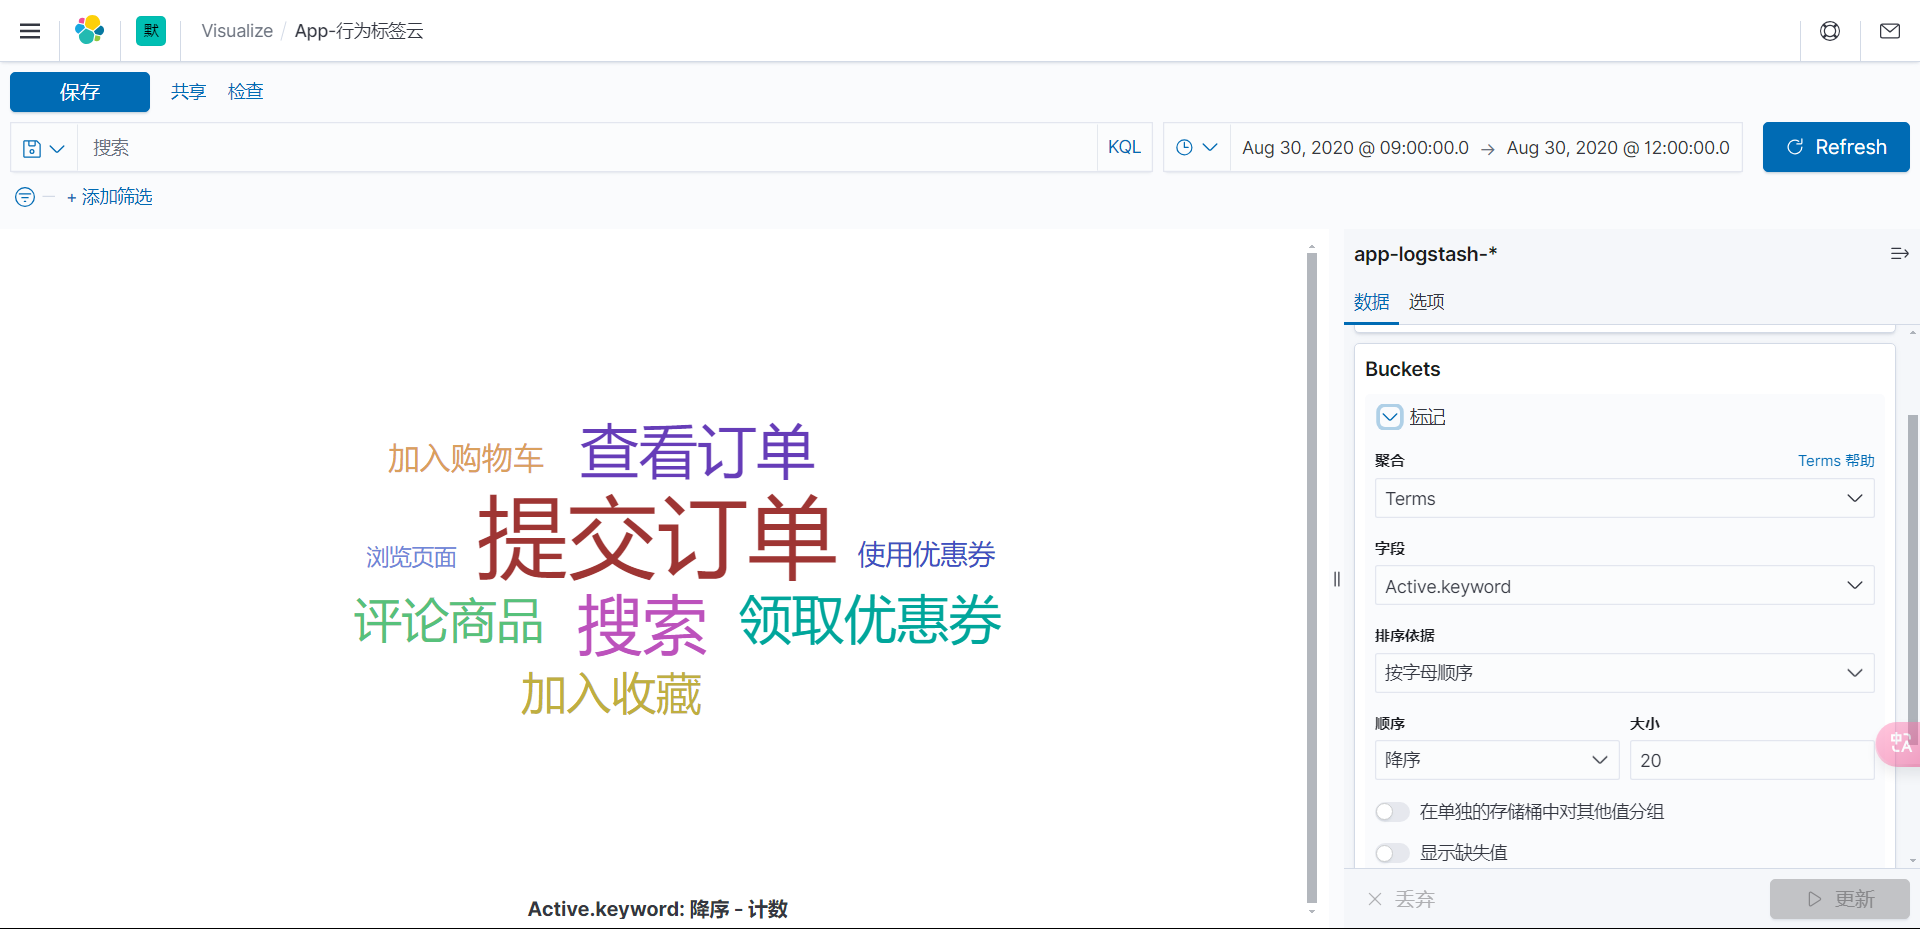 默
Visualize / App-行为标签云
保存 共享 检查
搜索 KQL Aug 30, 2020 @ 09:00:00.0 → Aug 30, 2020 @ 12:00:00.0 Refresh
+ 添加筛选
加入购物车 查看订单
提交订单
浏览页面 使用优惠券
评论商品 搜索 领取优惠券
加入收藏
Active.keyword: 降序 - 计数
app-logstash-*
数据 选项
Buckets
标记
聚合 Terms 帮助
Terms
字段
Active.keyword
排序依据
按字母顺序
顺序 大小
降序 20
在单独的存储桶中对其他值分组
显示缺失值
丢弃 更新
中A